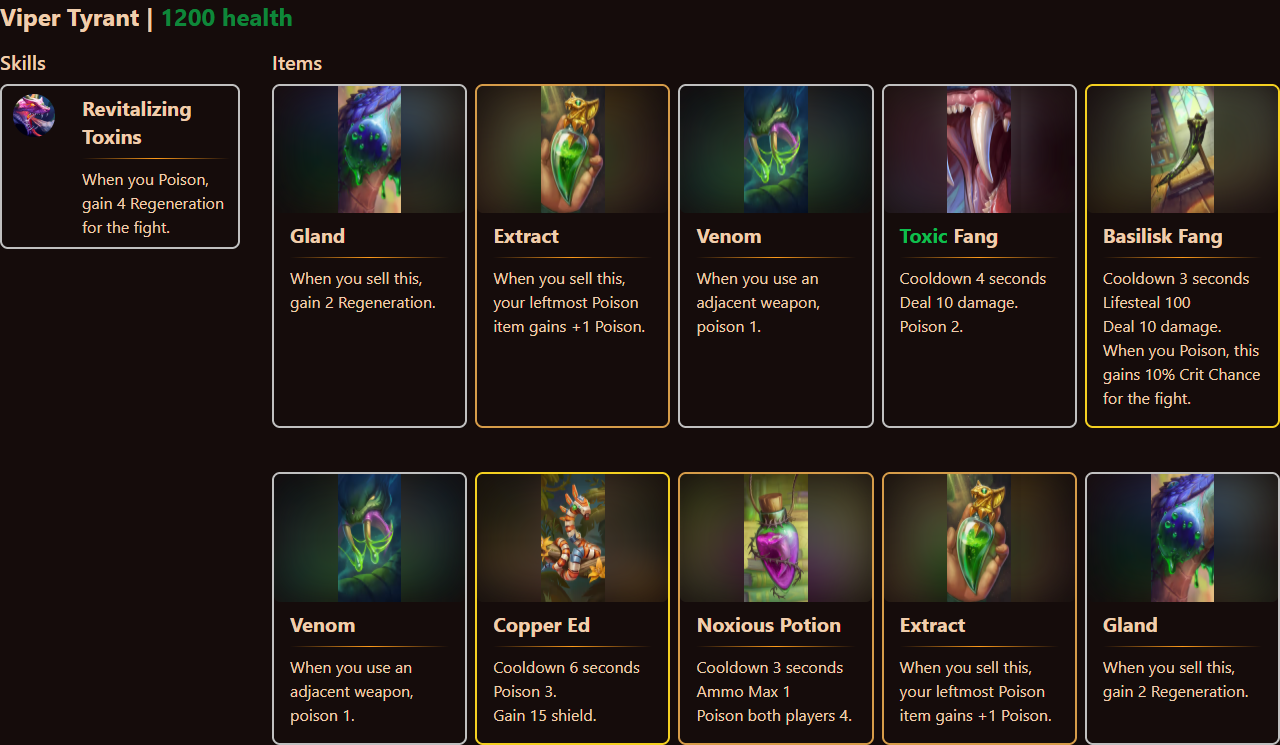 Viper Tyrant | 1200 health
Skills
Revitalizing
Toxins
When you Poison,
gain 4 Regeneration
for the fight.
Items
Gland
When you sell this,
gain 2 Regeneration.
Extract
When you sell this,
your leftmost Poison
item gains +1 Poison.
Venom
When you use an
adjacent weapon,
poison 1.
Toxic Fang
Cooldown 4 seconds
Deal 10 damage.
Poison 2.
Basilisk Fang
Cooldown 3 seconds
Lifesteal 100
Deal 10 damage.
When you Poison, this
gains 10% Crit Chance
for the fight.
Venom
When you use an
adjacent weapon,
poison 1.
Copper Ed
Cooldown 6 seconds
Poison 3.
Gain 15 shield.
Noxious Potion
Cooldown 3 seconds
Ammo Max 1
Poison both players 4.
Extract
When you sell this,
your leftmost Poison
item gains +1 Poison.
Gland
When you sell this,
gain 2 Regeneration.